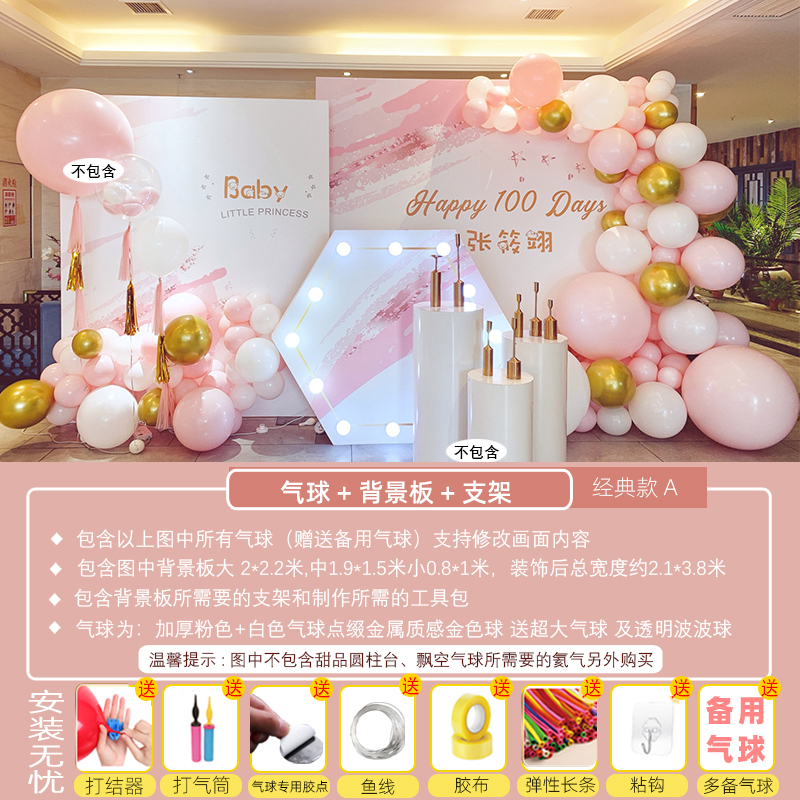 不包含
Baby
LITTLE PRINCESS
Happy 100 Days
张筱翊
不包含
气球 + 背景板 + 支架
经典款 A
◆ 包含以上图中所有气球（赠送备用气球）支持修改画面内容
◆ 包含图中背景板大 2*2.2米,中1.9*1.5米小0.8*1米，装饰后总宽度约2.1*3.8米
◆ 包含背景板所需要的支架和制作所需的工具包
◆ 气球为：加厚粉色+白色气球点缀金属质感金色球 送超大气球 及透明波波球
温馨提示 : 图中不包含甜品圆柱台、飘空气球所需要的氦气另外购买
安装无忧
送 送 送 送 送 送 送 送
备用
气球
打结器 打气筒 气球专用胶点 鱼线 胶布 弹性长条 粘钩 多备气球